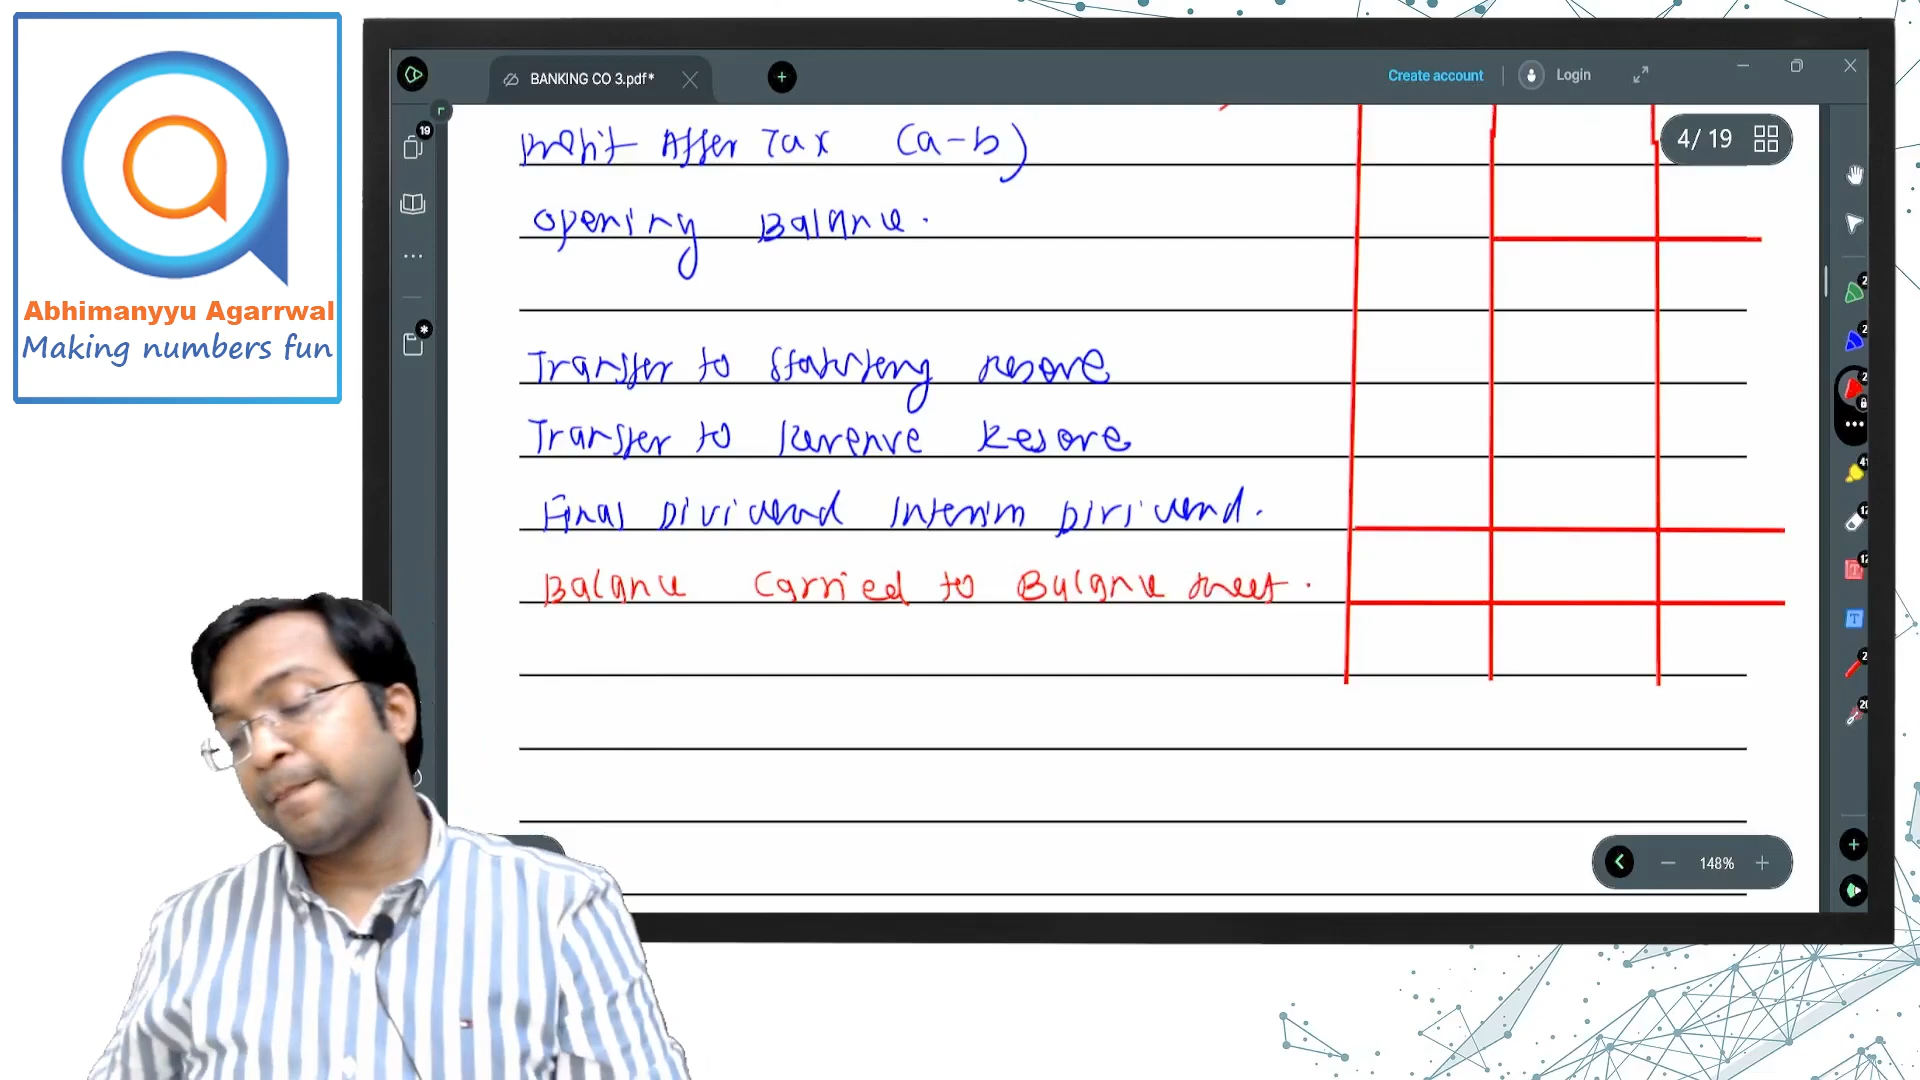 Abhimanyyu Agarrwal
Making numbers fun
BANKING CO 3.pdf*
Create account
Login
4/ 19
19
Profit After Tax (a-b)
Opening Balance.
Transfer to Statutory reserve
Transfer to Revenue Reserve
Final Dividend Interim Dividend.
Balance Carried to Balance sheet.
148%